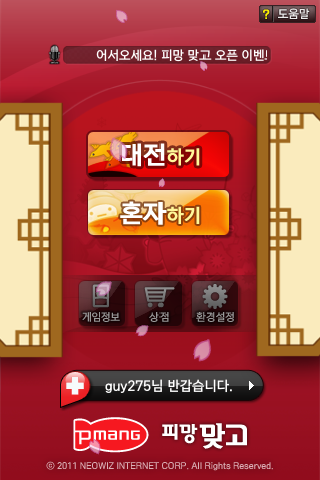 ? 도움말
어서오세요! 피망 맞고 오픈 이벤!
대전하기
혼자하기
게임정보
상점
환경설정
guy275님 반갑습니다.
Pmang 피망 맞고
ⓒ 2011 NEOWIZ INTERNET CORP. All Rights Reserved.